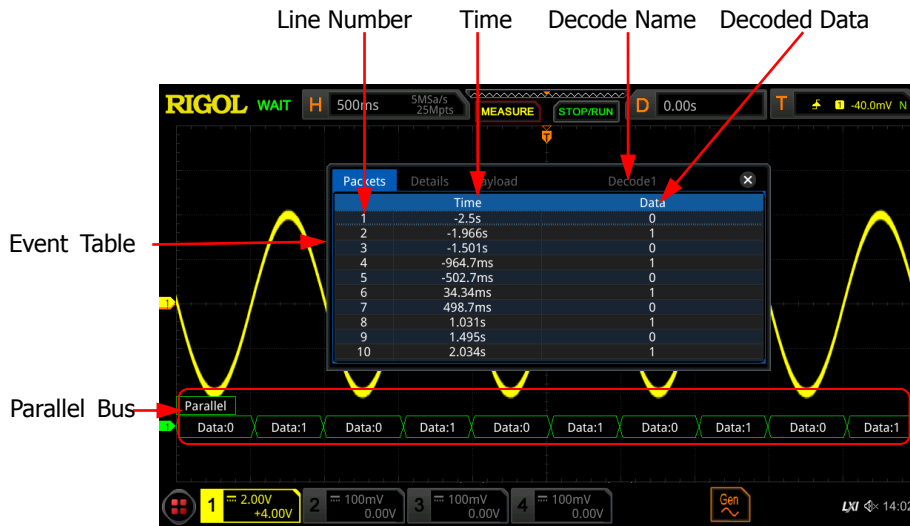 Line Number Time Decode Name Decoded Data
RIGOL WAIT H 500ms 5MSa/s 25Mpts MEASURE STOP/RUN D 0.00s T 1 -40.0mV N
T
Packets Details Decode1
Time Data
1 -2.5s 0
2 -1.966s 1
3 -1.501s 0
4 -964.7ms 1
5 -502.7ms 0
6 34.34ms 1
7 498.7ms 0
8 1.031s 1
9 1.495s 0
10 2.034s 1
Event Table
1
Parallel Bus
Parallel
1 Data:0 Data:1 Data:0 Data:1 Data:0 Data:1 Data:0 Data:1 Data:0 Data:1
1 2.00V +4.00V 2 100mV 0.00V 3 100mV 0.00V 4 100mV 0.00V Gen LXI 14:02